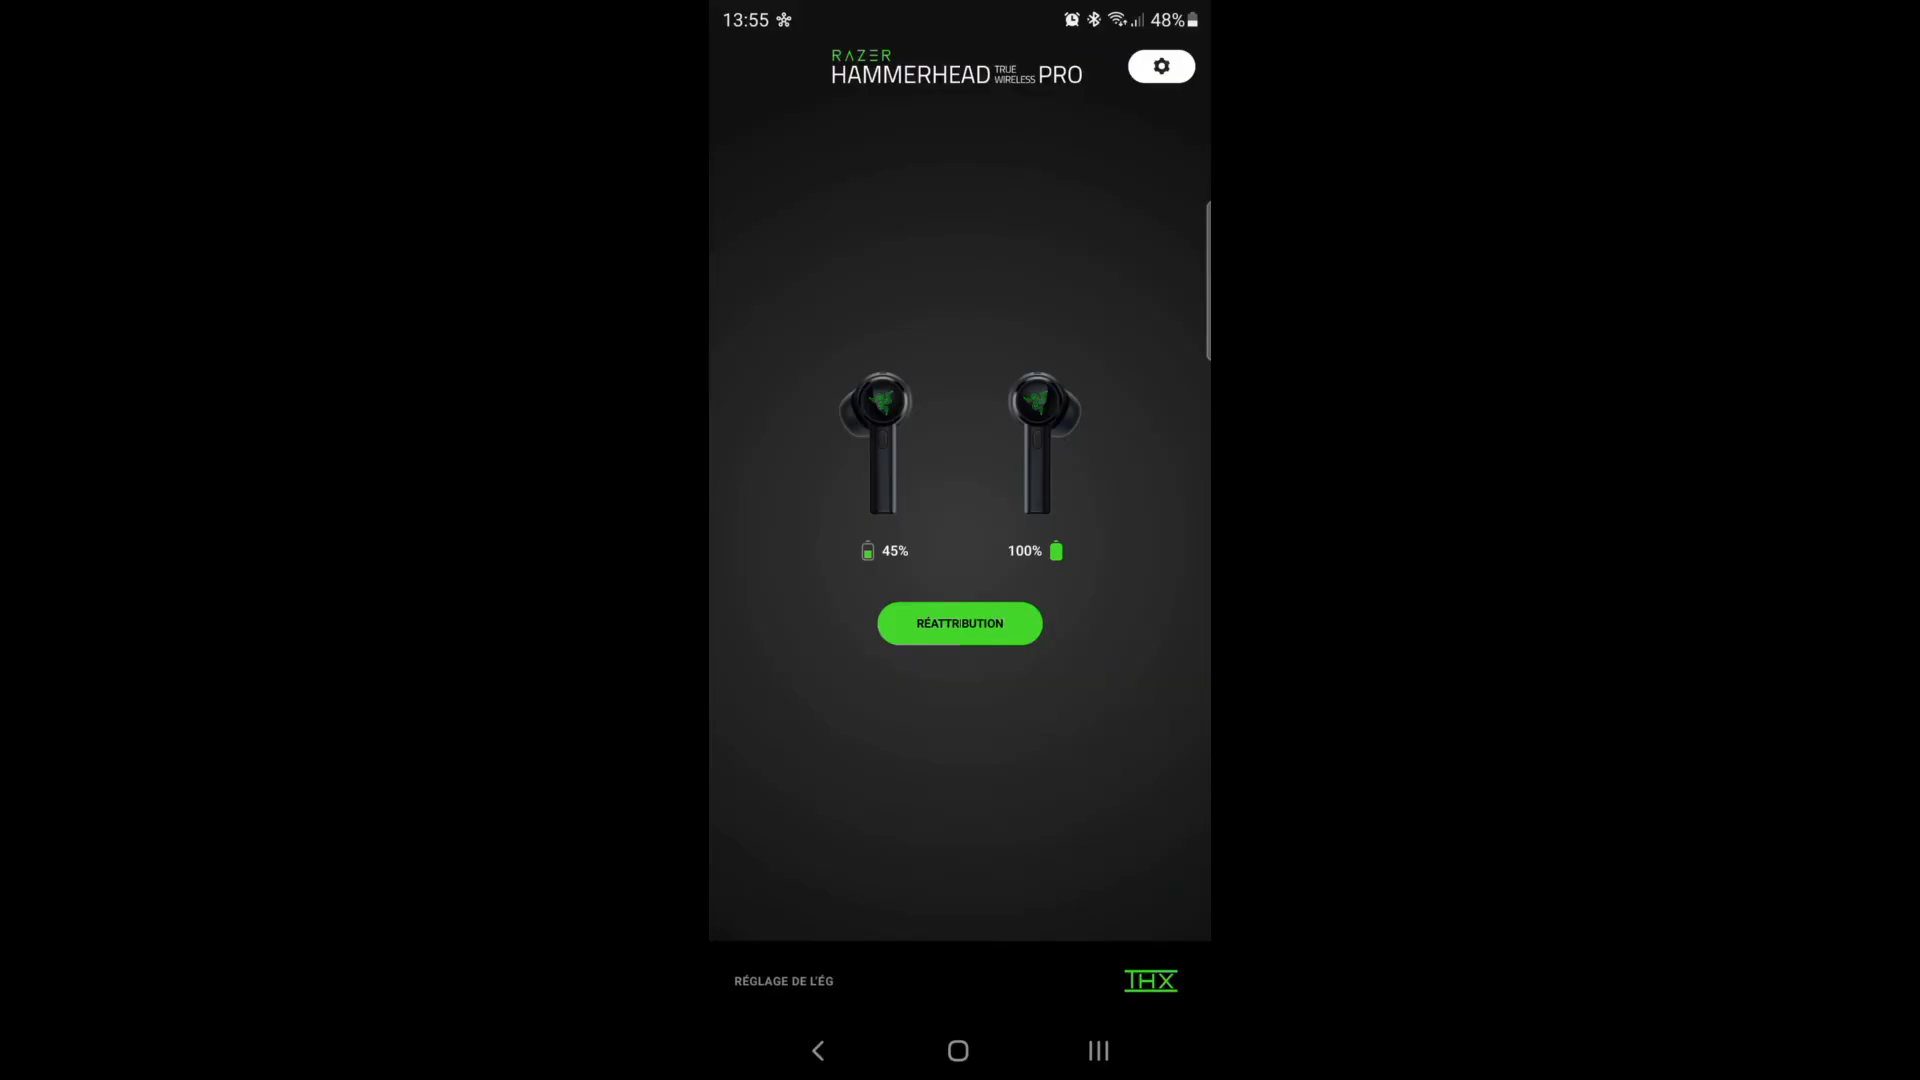 13:55
48%
RAZER
HAMMERHEAD TRUE WIRELESS PRO
45%
100%
RÉATTRIBUTION
RÉGLAGE DE L'ÉG
THX